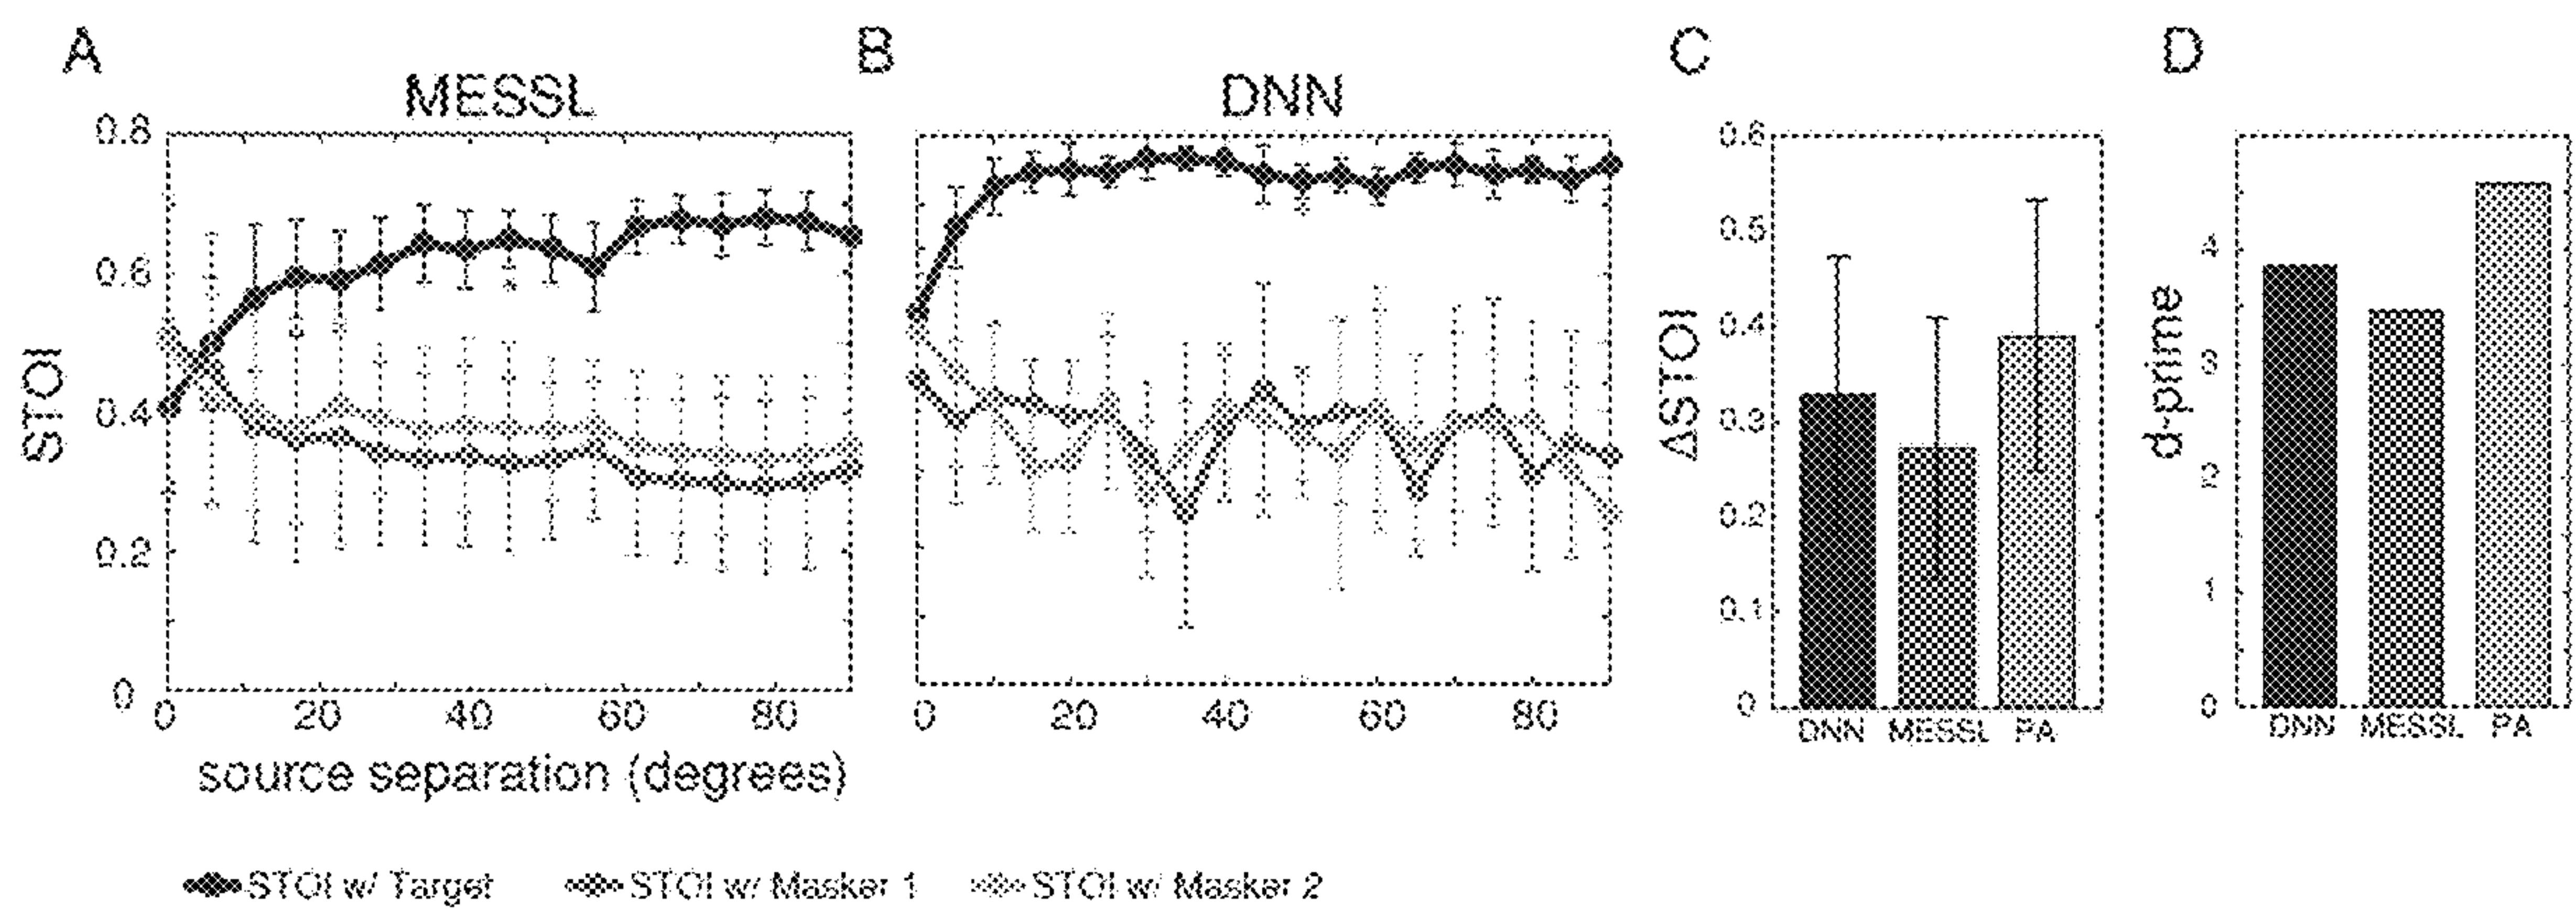 A
B
C
D
MESSL
DNN
STOI
0.8
0.6
0.4
0.2
0
0 20 40 60 80
0 20 40 60 80
source separation (degrees)
ΔSTOI
0.6
0.5
0.4
0.3
0.2
0.1
0
DNN MESSL PA
d-prime
4
3
2
1
0
DNN MESSL PA
STOI w/ Target
STOI w/ Masker 1
STOI w/ Masker 2